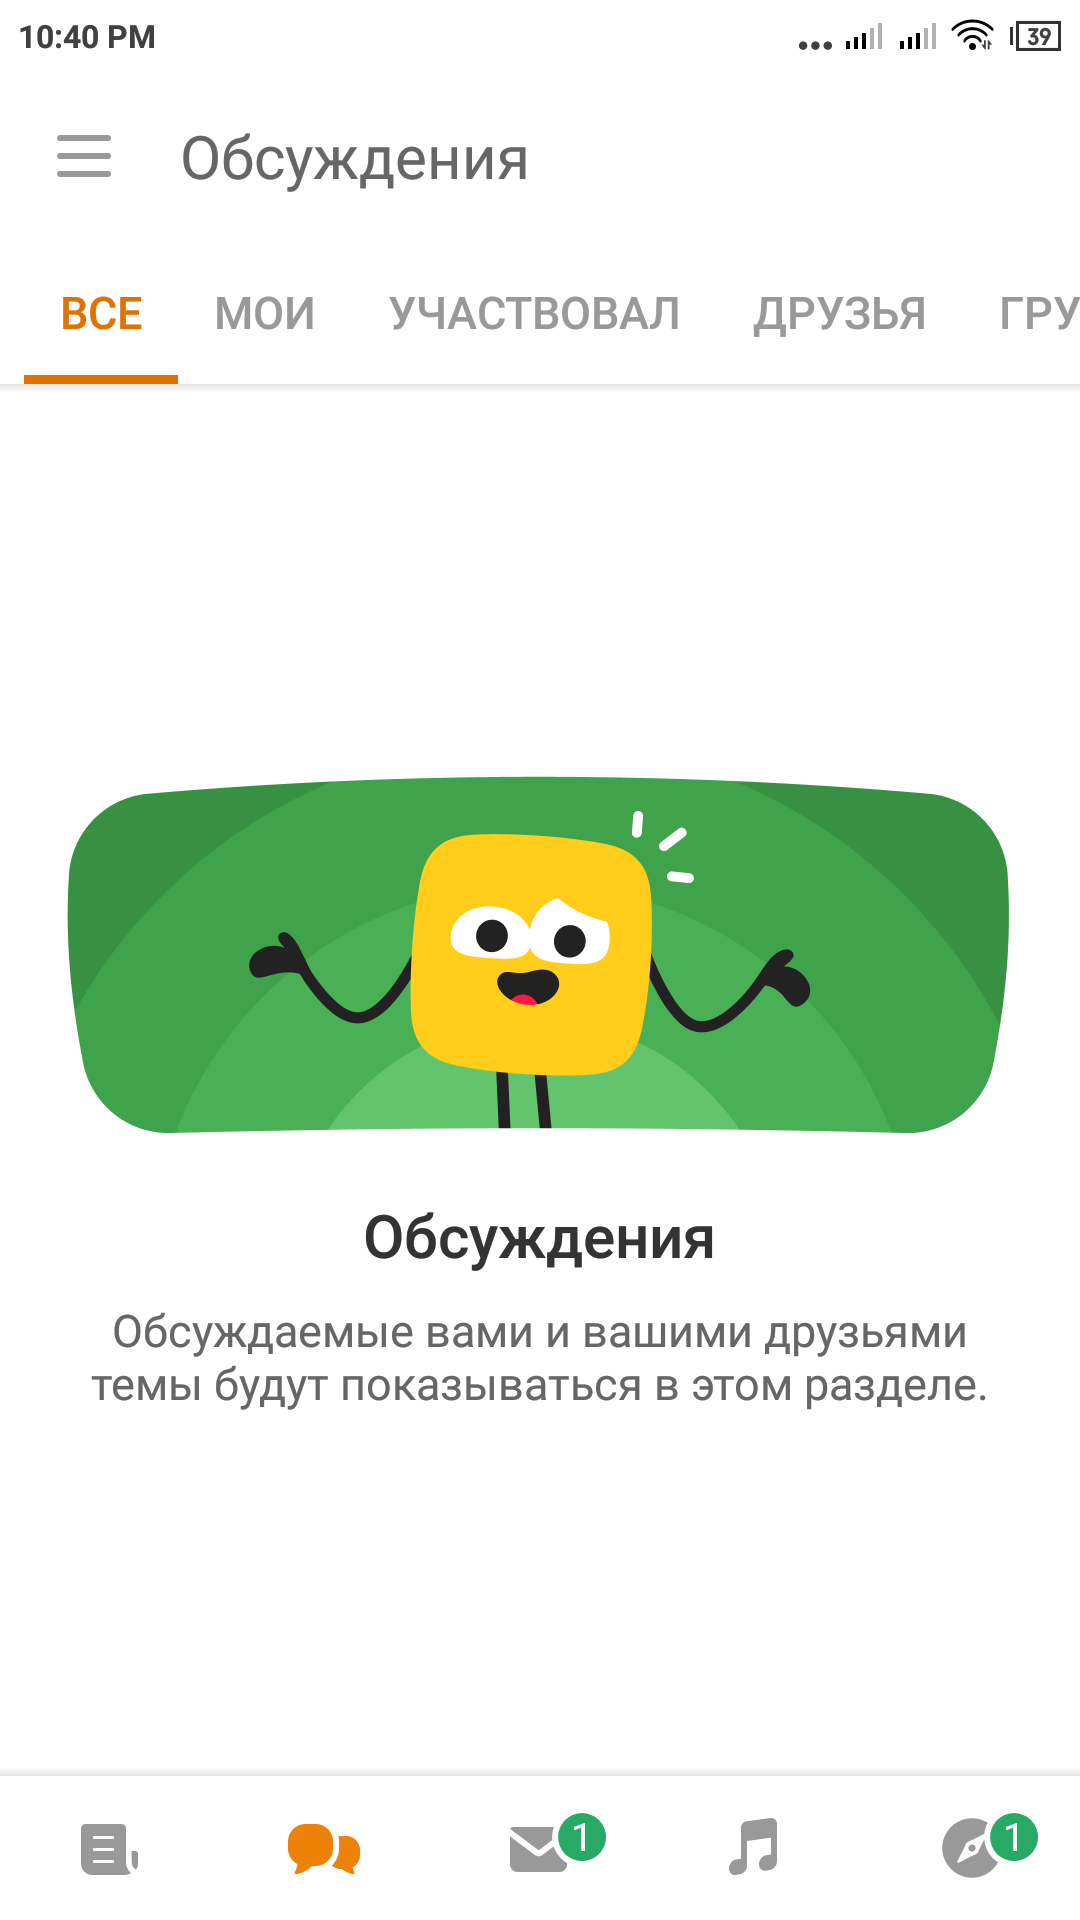 10:40 PM
39
Обсуждения
ВСЕ
МОИ
УЧАСТВОВАЛ
ДРУЗЬЯ
ГРУ
Обсуждения
Обсуждаемые вами и вашими друзьями
темы будут показываться в этом разделе.
1
1